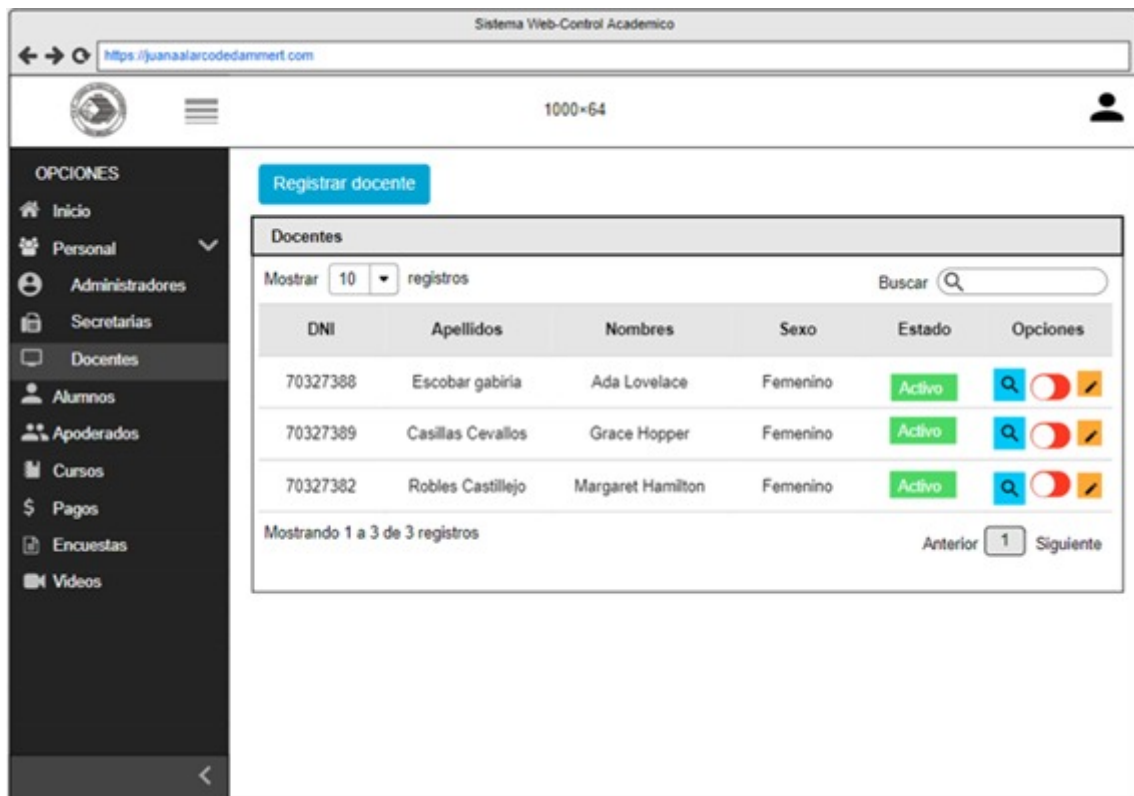 Sistema Web-Control Academico
https://juanaalarcodedammert.com
1000×64
OPCIONES
Inicio
Personal
Administradores
Secretarias
Docentes
Alumnos
Apoderados
Cursos
$ Pagos
Encuestas
Videos
Registrar docente
Docentes
Mostrar 10 registros Buscar
DNI Apellidos Nombres Sexo Estado Opciones
70327388 Escobar gabiria Ada Lovelace Femenino Activo
70327389 Casillas Cevallos Grace Hopper Femenino Activo
70327382 Robles Castillejo Margaret Hamilton Femenino Activo
Mostrando 1 a 3 de 3 registros Anterior 1 Siguiente